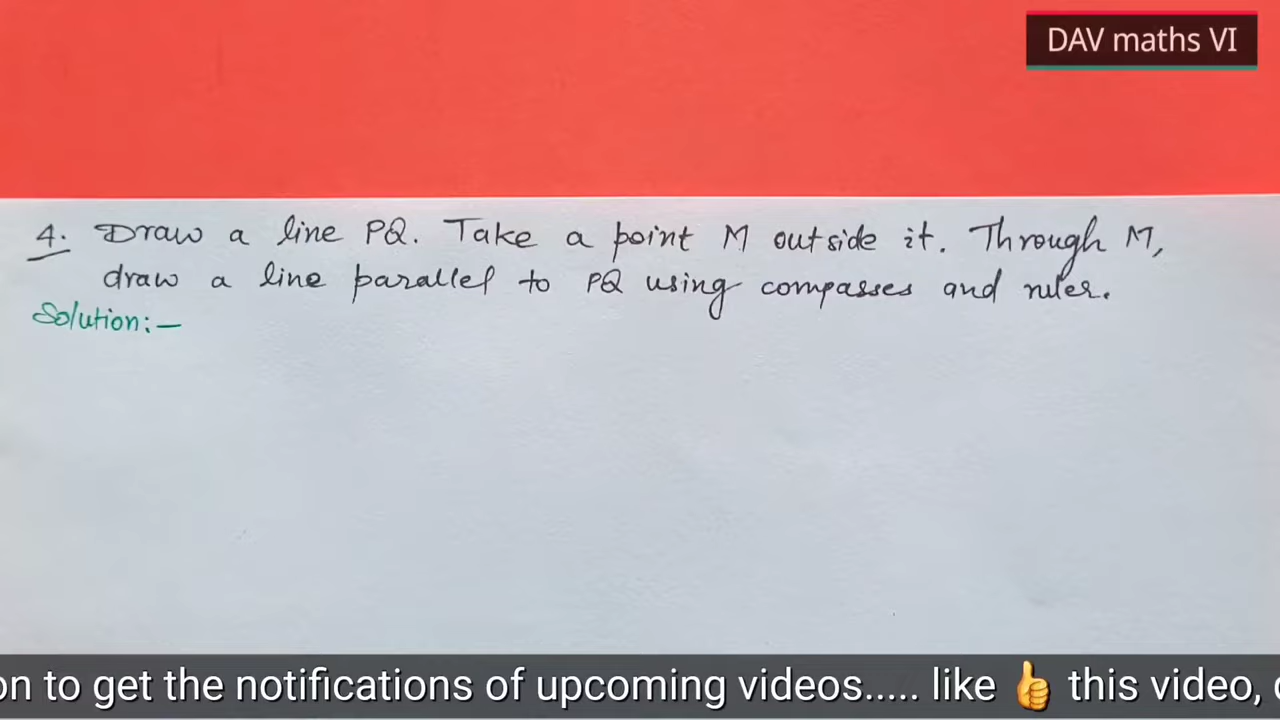 DAV maths VI
4. Draw a line PQ. Take a point M outside it. Through M,
draw a line parallel to PQ using compasses and ruler.
Solution:—
on to get the notifications of upcoming videos..... like 👍 this video,